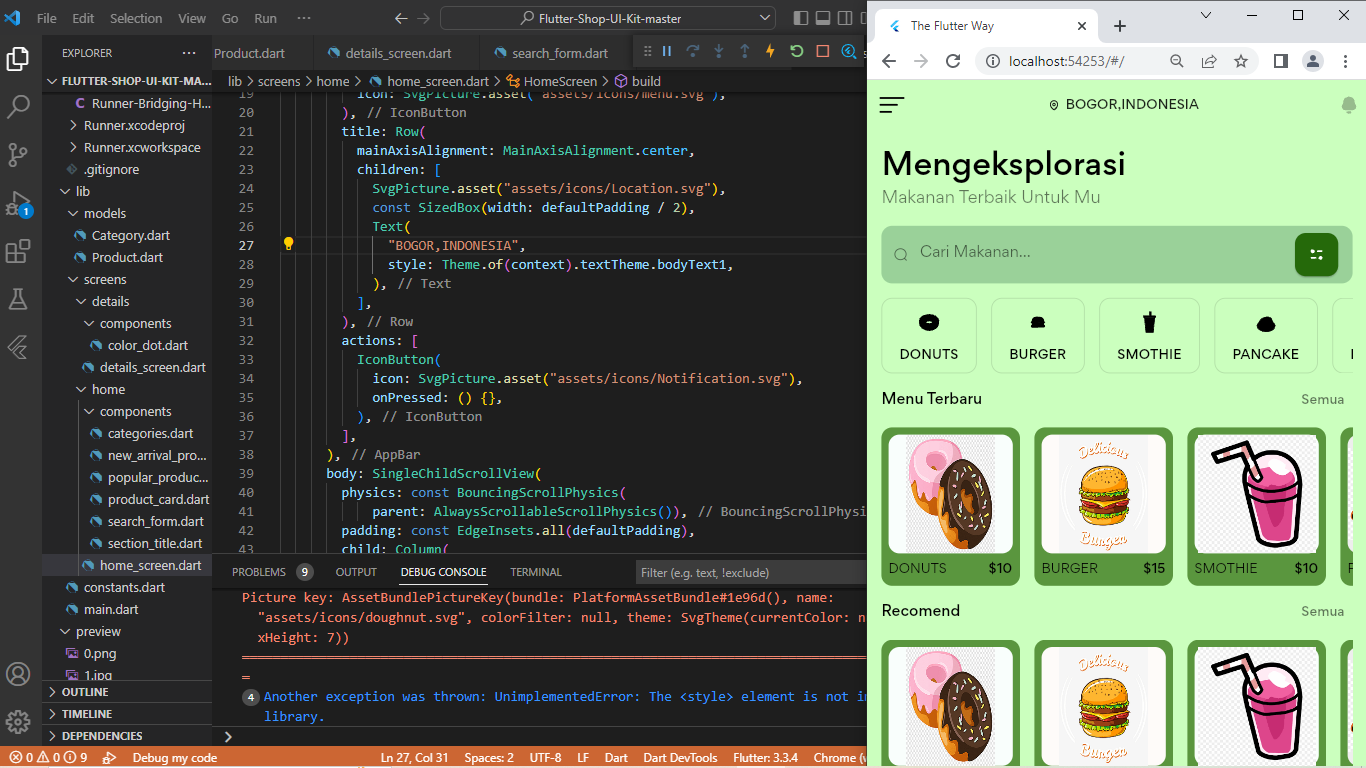 File Edit Selection View Go Run ···
Flutter-Shop-UI-Kit-master
EXPLORER
FLUTTER-SHOP-UI-KIT-MA...
Runner-Bridging-H...
Runner.xcodeproj
Runner.xcworkspace
.gitignore
lib
models
Category.dart
Product.dart
screens
details
components
color_dot.dart
details_screen.dart
home
components
categories.dart
new_arrival_pro...
popular_produc...
product_card.dart
search_form.dart
section_title.dart
home_screen.dart
constants.dart
main.dart
preview
0.png
1.jpg
OUTLINE
TIMELINE
DEPENDENCIES
Product.dart details_screen.dart search_form.dart
lib > screens > home > home_screen.dart > HomeScreen > build
19 icon: SvgPicture.asset("assets/icons/menu.svg"),
20 ), // IconButton
21 title: Row(
22 mainAxisAlignment: MainAxisAlignment.center,
23 children: [
24 SvgPicture.asset("assets/icons/Location.svg"),
25 const SizedBox(width: defaultPadding / 2),
26 Text(
27 "BOGOR,INDONESIA",
28 style: Theme.of(context).textTheme.bodyText1,
29 ), // Text
30 ],
31 ), // Row
32 actions: [
33 IconButton(
34 icon: SvgPicture.asset("assets/icons/Notification.svg"),
35 onPressed: () {},
36 ), // IconButton
37 ],
38 ), // AppBar
39 body: SingleChildScrollView(
40 physics: const BouncingScrollPhysics(
41 parent: AlwaysScrollableScrollPhysics()), // BouncingScrollPhysi
42 padding: const EdgeInsets.all(defaultPadding),
43 child: Column(
PROBLEMS 9 OUTPUT DEBUG CONSOLE TERMINAL Filter (e.g. text, !exclude)
Picture key: AssetBundlePictureKey(bundle: PlatformAssetBundle#1e96d(), name:
"assets/icons/doughnut.svg", colorFilter: null, theme: SvgTheme(currentColor: n
xHeight: 7))
4 Another exception was thrown: UnimplementedError: The <style> element is not in
library.
1
0 0 9 Debug my code Ln 27, Col 31 Spaces: 2 UTF-8 LF Dart Dart DevTools Flutter: 3.3.4 Chrome (w
The Flutter Way
localhost:54253/#/
BOGOR,INDONESIA
Mengeksplorasi
Makanan Terbaik Untuk Mu
Cari Makanan...
DONUTS BURGER SMOTHIE PANCAKE
Menu Terbaru Semua
Delicious
Burger
DONUTS $10 BURGER $15 SMOTHIE $10
Recomend Semua
Delicious
Burger